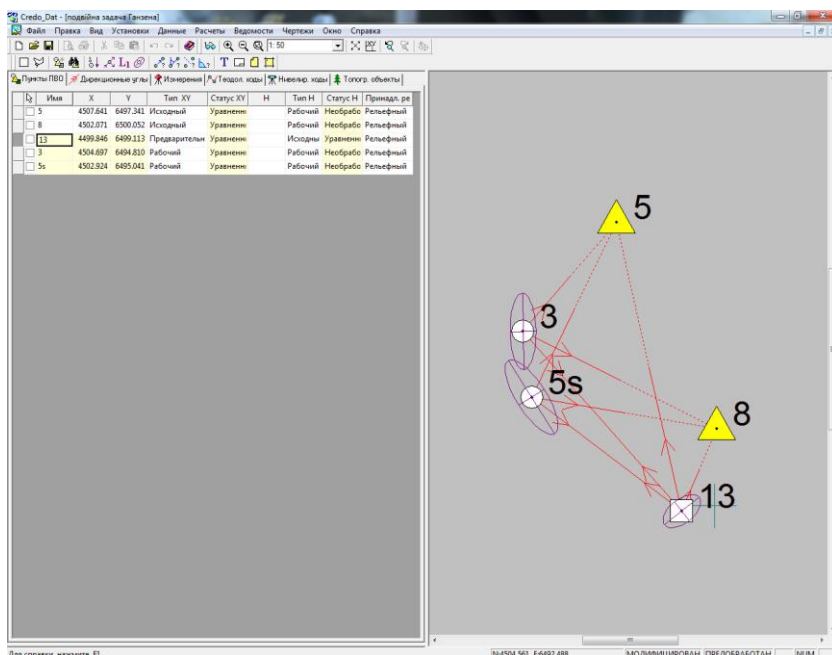 Credo_Dat - [подвійна задача Ганзена]
Файл Правка Вид Установки Данные Расчеты Ведомости Чертежи Окно Справка
1: 50
Пункты ПВО Дирекционные углы Измерения Теодол. ходы Нивелир. ходы Топогр. объекты
Имя X Y Тип XY Статус XY H Тип H Статус H Принадл. ре
5 4507.641 6497.341 Исходный Уравненн Рабочий Необрабо Рельефный
8 4502.071 6500.052 Исходный Уравненн Рабочий Необрабо Рельефный
13 4499.846 6499.113 Предварительн Уравненн Исходны Уравненн Рельефный
3 4504.697 6494.810 Рабочий Уравненн Рабочий Необрабо Рельефный
5s 4502.924 6495.041 Рабочий Уравненн Рабочий Необрабо Рельефный
5
3
5s
8
13
Для справки, нажмите F1
N:4504.561 E:6492.488 МОДИФИЦИРОВАН ПРЕДОБРАБОТАН NUM